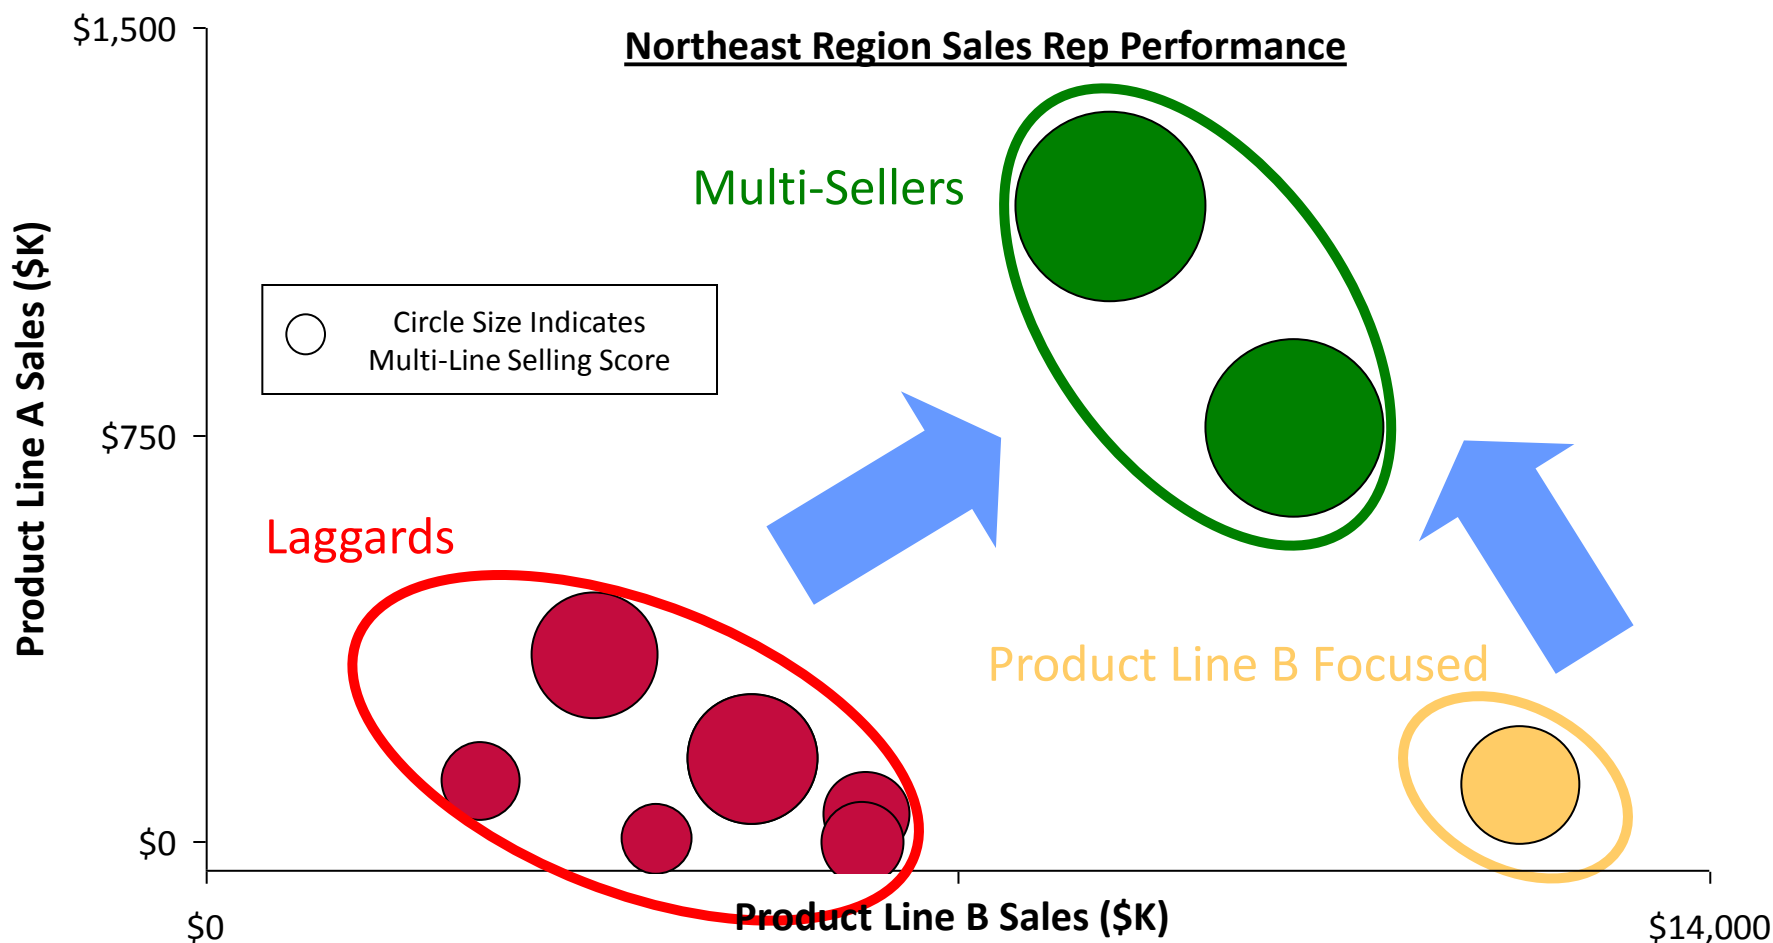 $1,500
Northeast Region Sales Rep Performance
Multi-Sellers
Product Line A Sales ($K)
Circle Size Indicates
Multi-Line Selling Score
$750
Laggards
Product Line B Focused
$0
$0
Product Line B Sales ($K)
$14,000